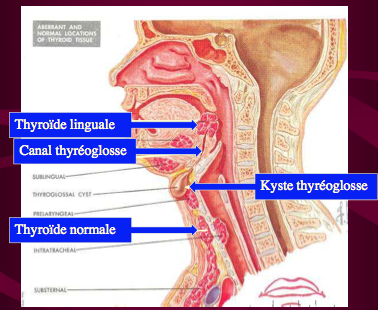 ABERRANT AND
NORMAL LOCATIONS
OF THYROID TISSUE
Thyroïde linguale
Canal thyréoglosse
SUBLINGUAL
Kyste thyréoglosse
THYROGLOSSAL CYST
PRELARYNGEAL
Thyroïde normale
INTRATRACHEAL
SUBSTERNAL